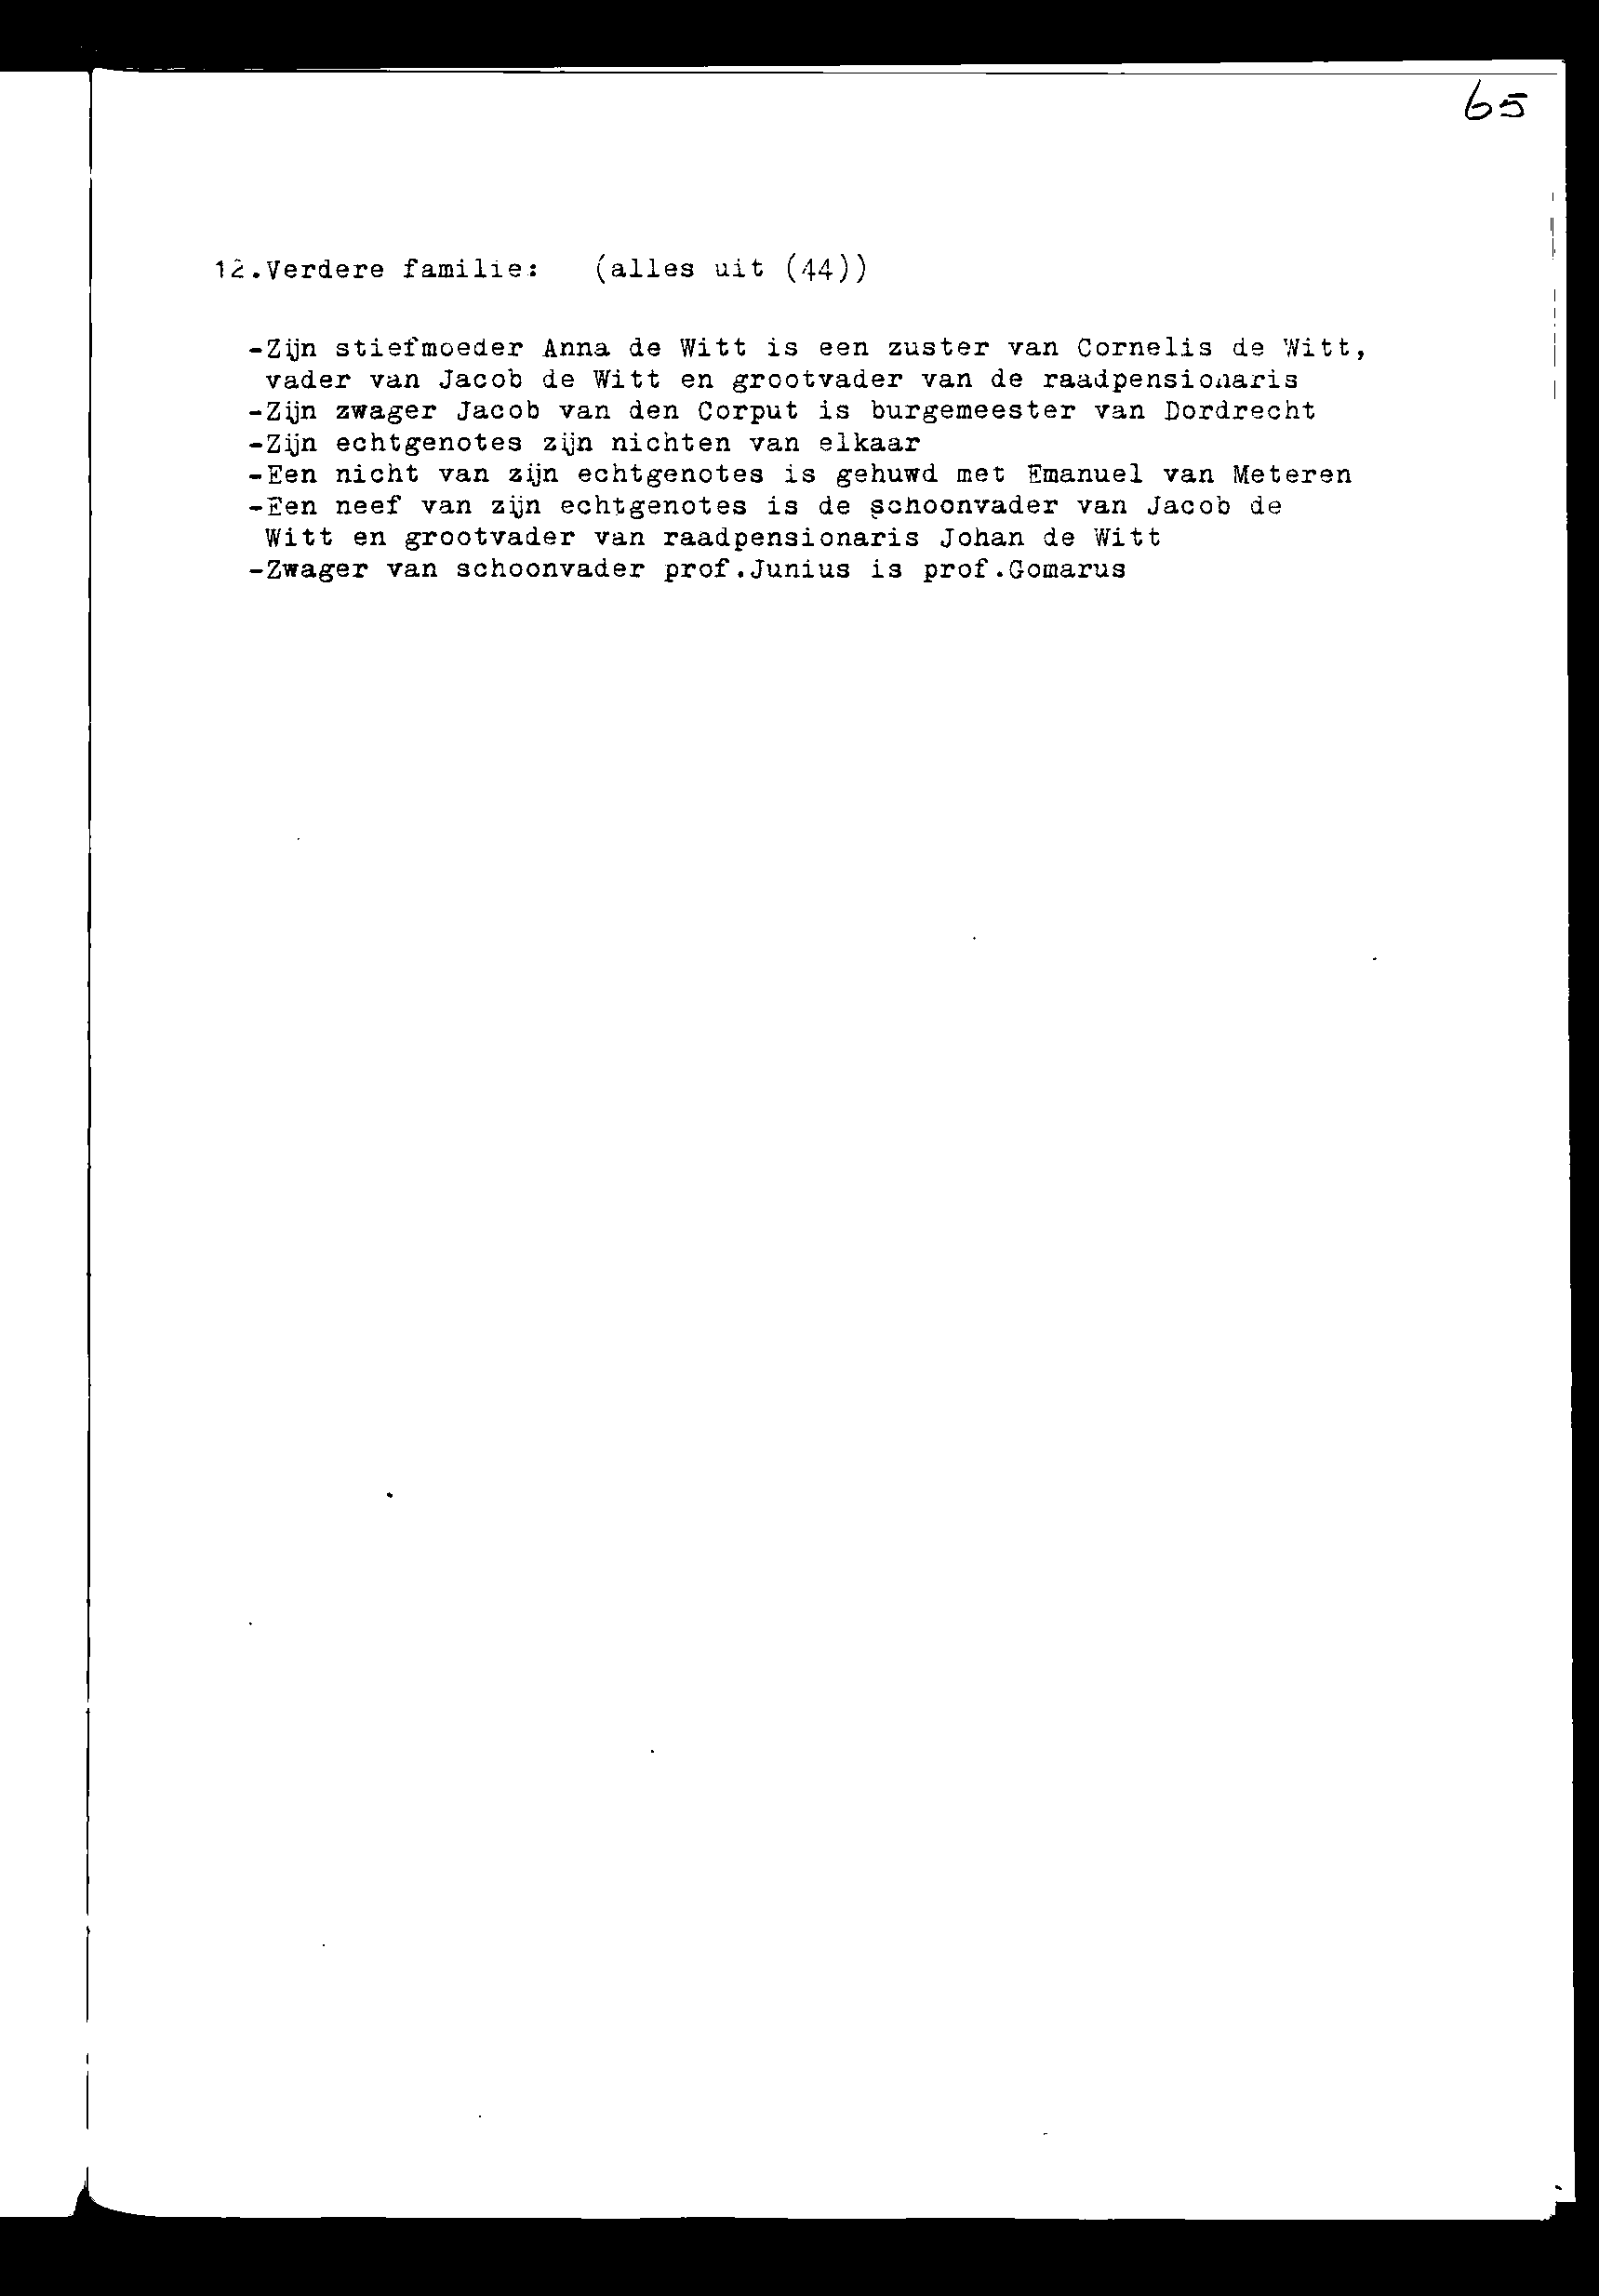 65
12.Verdere familie: (alles uit (44))
-Zijn stiefmoeder Anna de Witt is een zuster van Cornelis de Witt,
vader van Jacob de Witt en grootvader van de raadpensionaris
-Zijn zwager Jacob van den Corput is burgemeester van Dordrecht
-Zijn echtgenotes zijn nichten van elkaar
-Een nicht van zijn echtgenotes is gehuwd met Emanuel van Meteren
-Een neef van zijn echtgenotes is de schoonvader van Jacob de
Witt en grootvader van raadpensionaris Johan de Witt
-Zwager van schoonvader prof.Junius is prof.Gomarus